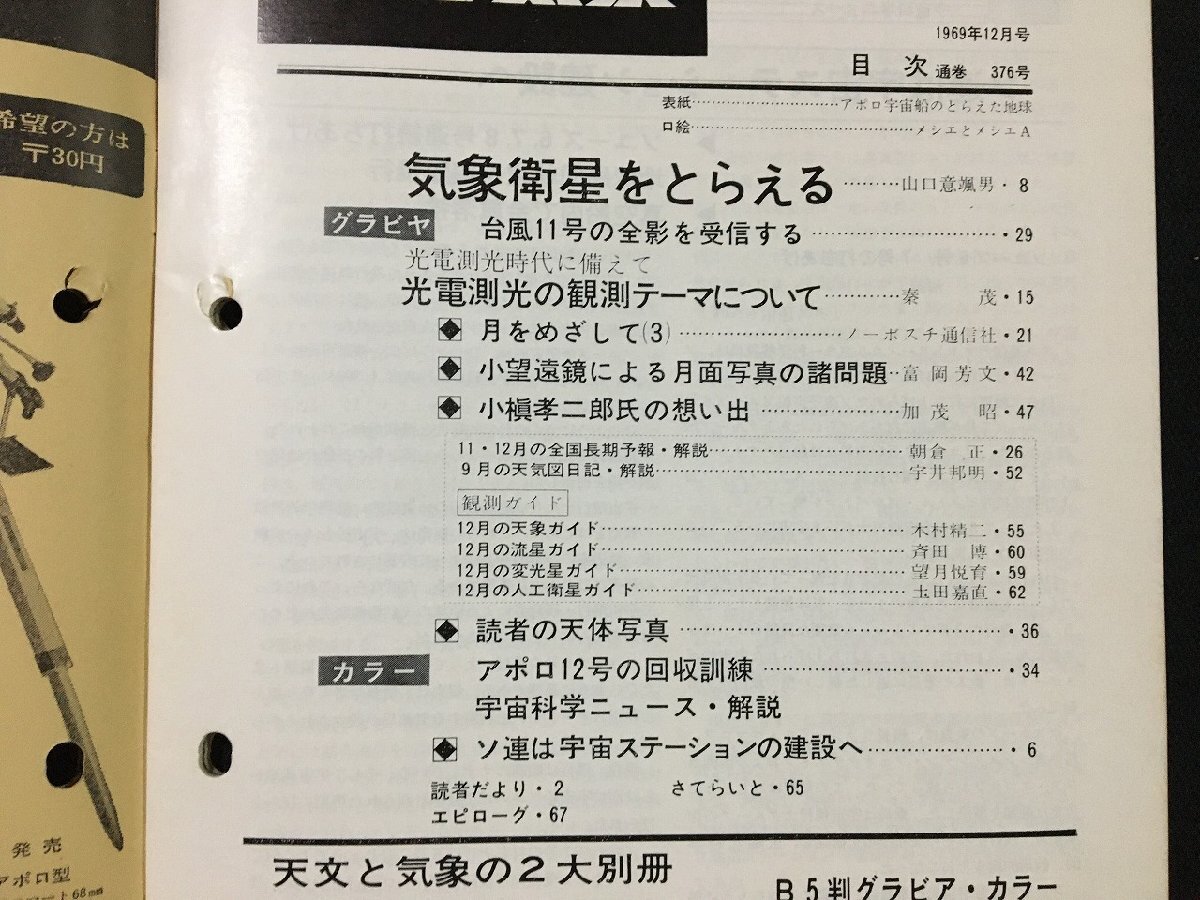 1969年12月号
目次 通巻 376号
表紙……………………アポロ宇宙船のとらえた地球
口絵……………………メシエとメシエA
気象衛星をとらえる………山口意颯男・8
グラビヤ 台風11号の全影を受信する……………………・29
光電測光時代に備えて
光電測光の観測テーマについて…………秦 茂・15
◆ 月をめざして(3)……………………ノーボスチ通信社・21
◆ 小望遠鏡による月面写真の諸問題…富岡芳文・42
◆ 小槇孝二郎氏の想い出……………………加茂 昭・47
11・12月の全国長期予報・解説……………………朝倉 正・26
9月の天気図日記・解説……………………宇井邦明・52
観測ガイド
12月の天象ガイド……………………木村精二・55
12月の流星ガイド……………………斉田 博・60
12月の変光星ガイド……………………望月悦育・59
12月の人工衛星ガイド……………………圡田嘉直・62
◆ 読者の天体写真……………………・36
カラー アポロ12号の回収訓練……………………・34
宇宙科学ニュース・解説
◆ ソ連は宇宙ステーションの建設へ……………………・6
読者だより・2 さてらいと・65
エピローグ・67
天文と気象の2大別冊
B5判グラビア・カラー
希望の方は
〒30円
発売
アポロ型
ート68mm